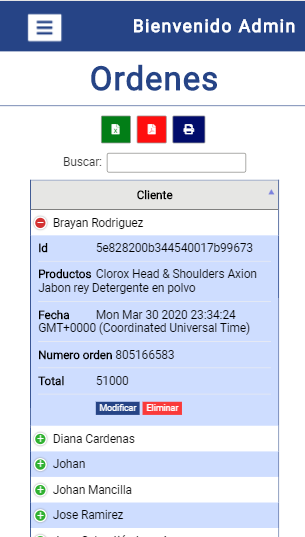 Bienvenido Admin
Ordenes
Buscar:
Cliente
Brayan Rodriguez
Id 5e828200b344540017b99673
Productos Clorox Head & Shoulders Axion
Jabon rey Detergente en polvo
Fecha Mon Mar 30 2020 23:34:24
GMT+0000 (Coordinated Universal Time)
Numero orden 805166583
Total 51000
Modificar Eliminar
Diana Cardenas
Johan
Johan Mancilla
Jose Ramirez